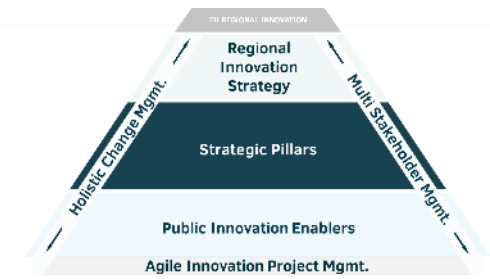 EU REGIONAL INNOVATION
Regional
Innovation
Strategy
Holistic Change Mgmt.
Multi Stakeholder Mgmt.
Strategic Pillars
Public Innovation Enablers
Agile Innovation Project Mgmt.